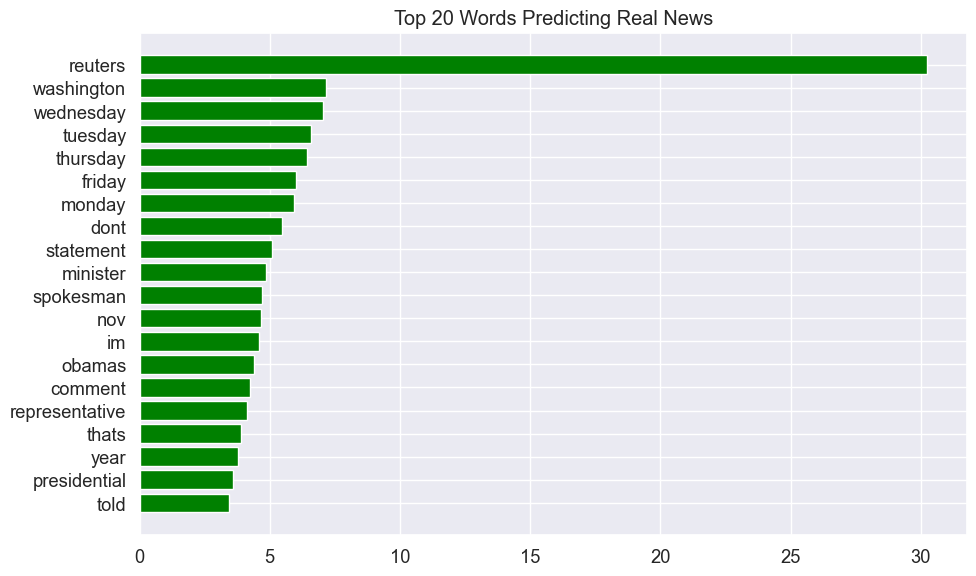 Top 20 Words Predicting Real News
reuters
washington
wednesday
tuesday
thursday
friday
monday
dont
statement
minister
spokesman
nov
im
obamas
comment
representative
thats
year
presidential
told
0 5 10 15 20 25 30